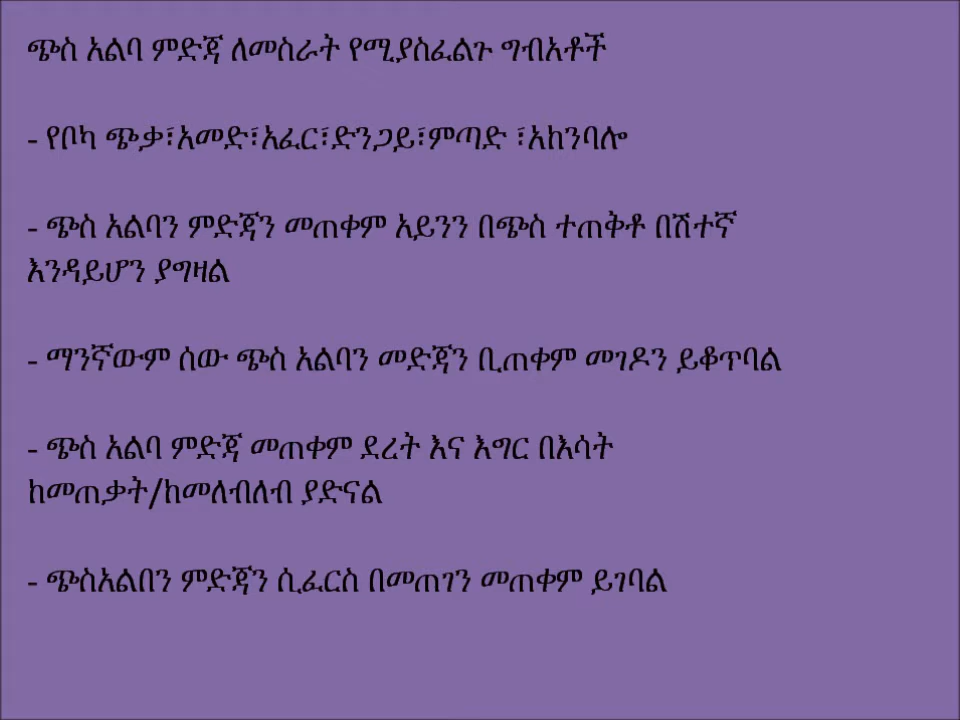 ጭስ አልባ ምድጃ ለመስራት የሚያስፈልጉ ግብአቶች
- የቦካ ጭቃ፣አመድ፣አፈር፣ድንጋይ፣ምጣድ ፣አከንባሎ
- ጭስ አልባን ምድጃን መጠቀም አይንን በጭስ ተጠቅቶ በሽተኛ
እንዳይሆን ያግዛል
- ማንኛውም ሰው ጭስ አልባን መድጃን ቢጠቀም መገዶን ይቆጥባል
- ጭስ አልባ ምድጃ መጠቀም ደረት እና እግር በእሳት
ከመጠቃት/ከመለብለብ ያድናል
- ጭስአልበን ምድጃን ሲፈርስ በመጠገን መጠቀም ይገባል